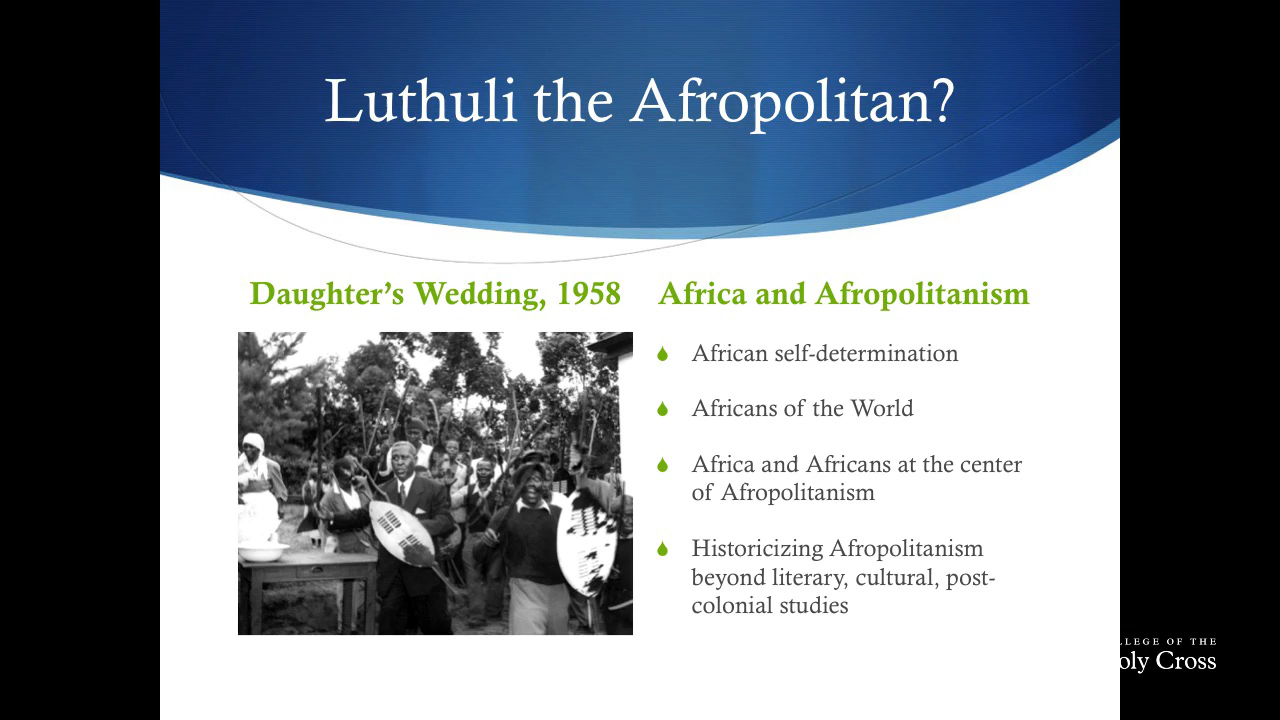 Luthuli the Afropolitan?
Daughter’s Wedding, 1958
Africa and Afropolitanism
African self-determination
Africans of the World
Africa and Africans at the center
of Afropolitanism
Historicizing Afropolitanism
beyond literary, cultural, post-
colonial studies
LLEGE OF THE
oly Cross